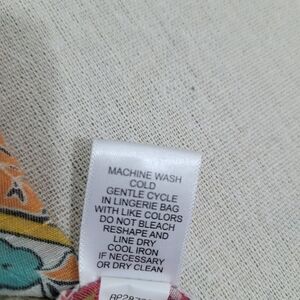 MACHINE WASH
COLD
GENTLE CYCLE
IN LINGERIE BAG
WITH LIKE COLORS
DO NOT BLEACH
RESHAPE AND
LINE DRY
COOL IRON
IF NECESSARY
OR DRY CLEAN